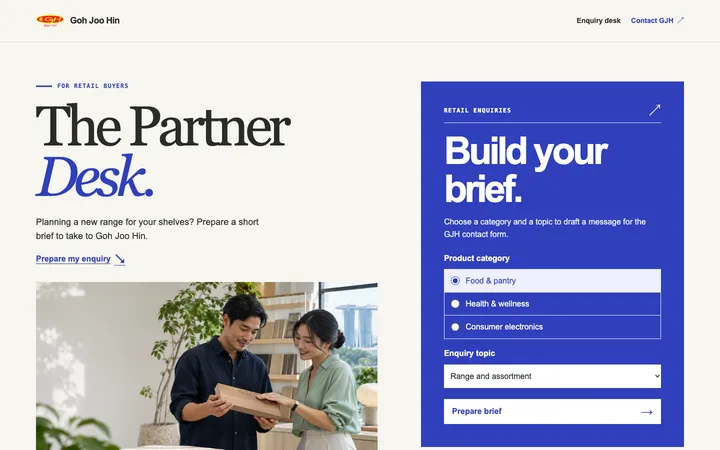 GJH
Goh Joo Hin
Enquiry desk
Contact GJH
FOR RETAIL BUYERS
The Partner
Desk.
Planning a new range for your shelves? Prepare a short
brief to take to Goh Joo Hin.
Prepare my enquiry
RETAIL ENQUIRIES
Build your
brief.
Choose a category and a topic to draft a message for the
GJH contact form.
Product category
Food & pantry
Health & wellness
Consumer electronics
Enquiry topic
Range and assortment
Prepare brief